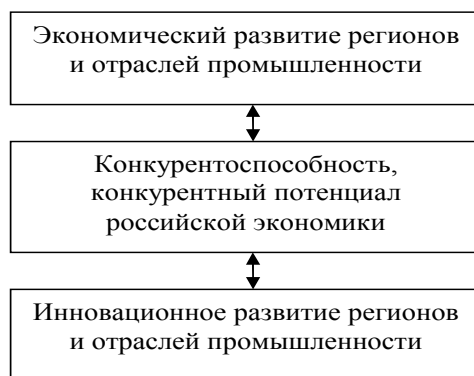 Экономический развитие регионов
и отраслей промышленности
Конкурентоспособность,
конкурентный потенциал
российской экономики
Инновационное развитие регионов
и отраслей промышленности